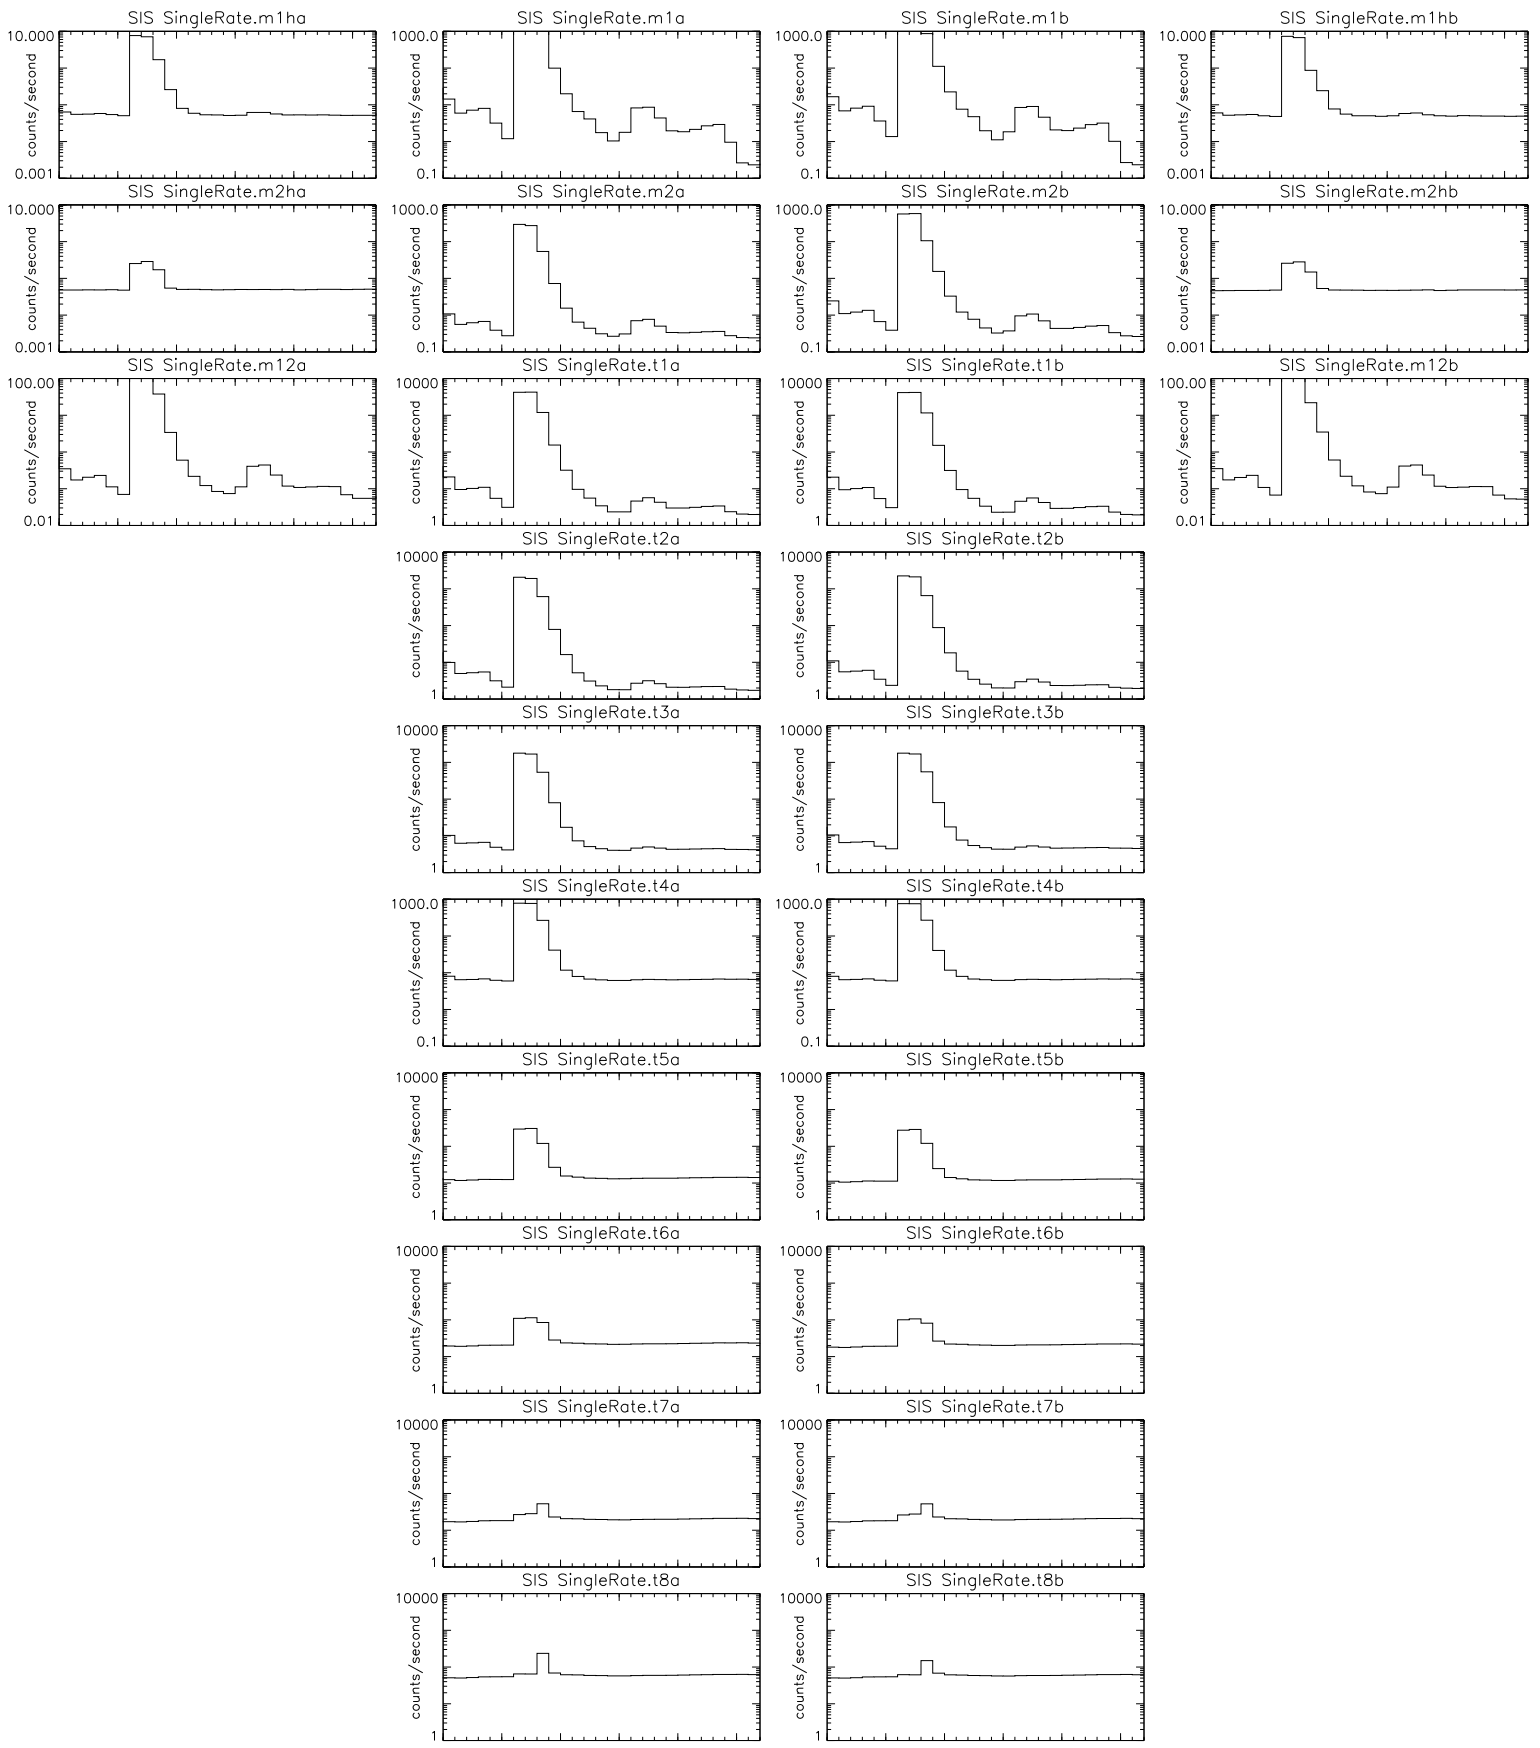 SIS SingleRate.m1ha
10.000
0.001
counts/second
SIS SingleRate.m1a
1000.0
0.1
counts/second
SIS SingleRate.m1b
1000.0
0.1
counts/second
SIS SingleRate.m1hb
10.000
0.001
counts/second
SIS SingleRate.m2ha
10.000
0.001
counts/second
SIS SingleRate.m2a
1000.0
0.1
counts/second
SIS SingleRate.m2b
1000.0
0.1
counts/second
SIS SingleRate.m2hb
10.000
0.001
counts/second
SIS SingleRate.m12a
100.00
0.01
counts/second
SIS SingleRate.t1a
10000
1
counts/second
SIS SingleRate.t1b
10000
1
counts/second
SIS SingleRate.m12b
100.00
0.01
counts/second
SIS SingleRate.t2a
10000
1
counts/second
SIS SingleRate.t2b
10000
1
counts/second
SIS SingleRate.t3a
10000
1
counts/second
SIS SingleRate.t3b
10000
1
counts/second
SIS SingleRate.t4a
1000.0
0.1
counts/second
SIS SingleRate.t4b
1000.0
0.1
counts/second
SIS SingleRate.t5a
10000
1
counts/second
SIS SingleRate.t5b
10000
1
counts/second
SIS SingleRate.t6a
10000
1
counts/second
SIS SingleRate.t6b
10000
1
counts/second
SIS SingleRate.t7a
10000
1
counts/second
SIS SingleRate.t7b
10000
1
counts/second
SIS SingleRate.t8a
10000
1
counts/second
SIS SingleRate.t8b
10000
1
counts/second